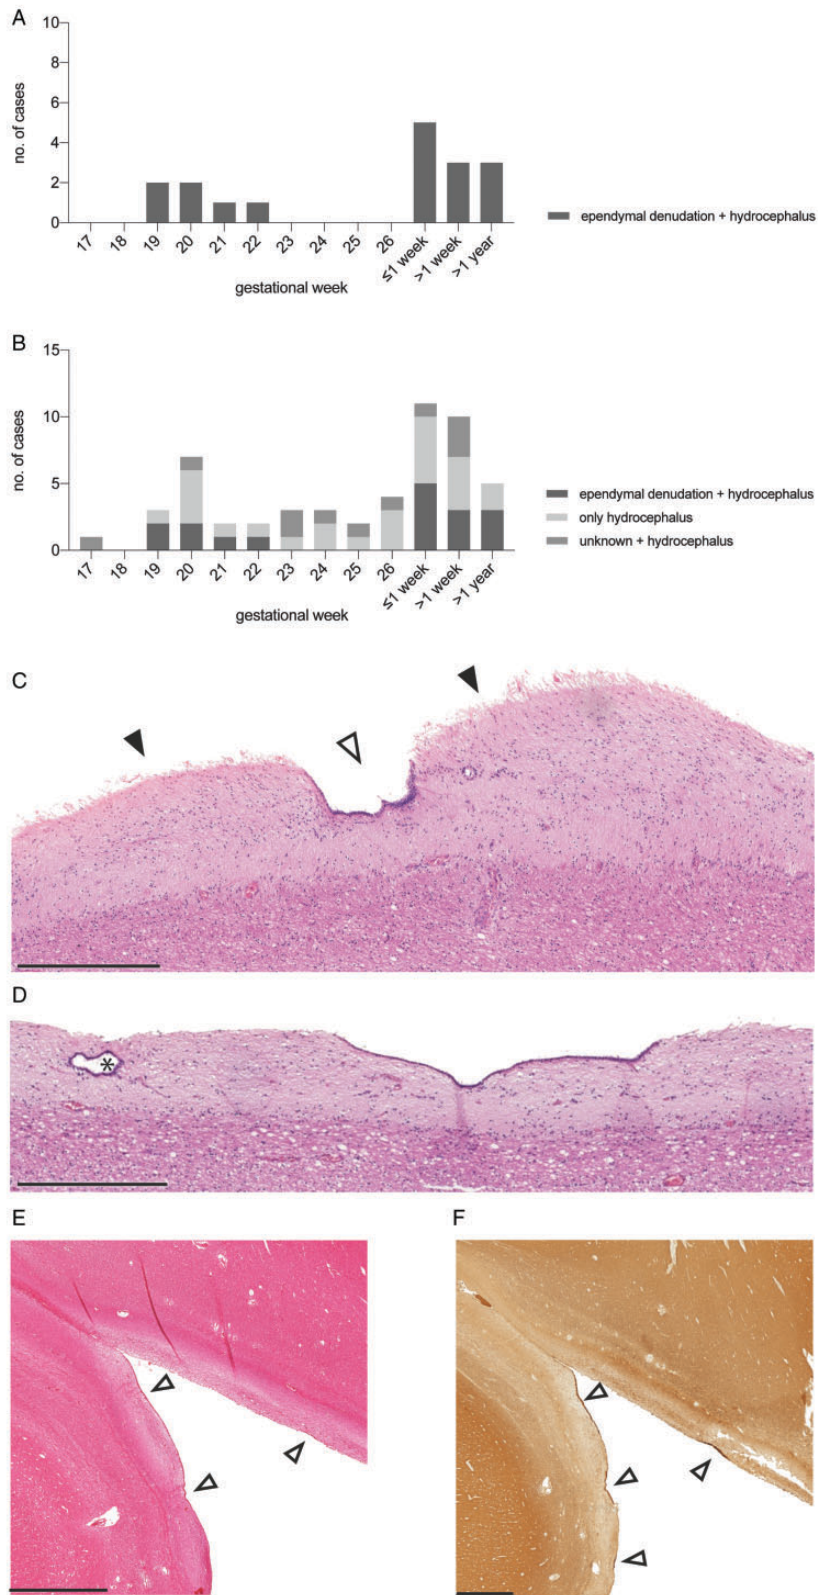 A
10
8
6
4
2
0
no. of cases
17 18 19 20 21 22 23 24 25 26 ≤1 week >1 week >1 year
gestational week
ependymal denudation + hydrocephalus
B
15
10
5
0
no. of cases
17 18 19 20 21 22 23 24 25 26 ≤1 week >1 week >1 year
gestational week
ependymal denudation + hydrocephalus
only hydrocephalus
unknown + hydrocephalus
C
D
*
E
F